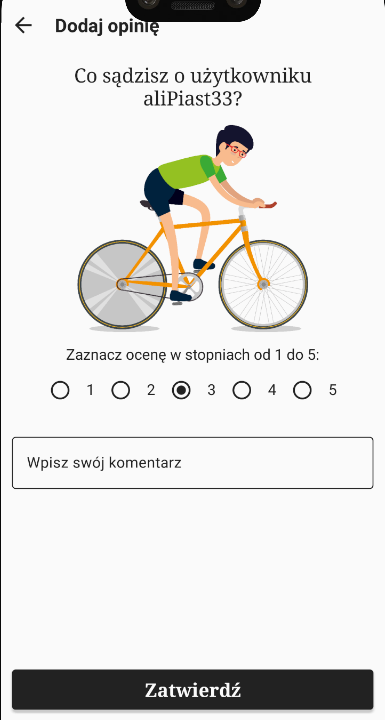 Dodaj opinię
Co sądzisz o użytkowniku
aliPiast33?
Zaznacz ocenę w stopniach od 1 do 5:
1 2 3 4 5
Wpisz swój komentarz
Zatwierdź